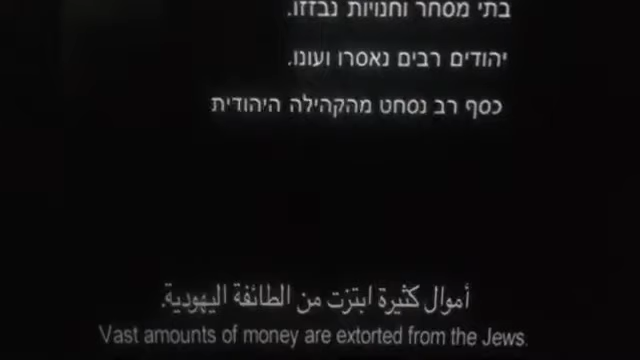 בתי מסחר וחנויות נבזזו.
יהודים רבים נאסרו ועונו.
כסף רב נסחט מהקהילה היהודית
أموال كثيرة ابتزت من الطائفة اليهودية.
Vast amounts of money are extorted from the Jews.